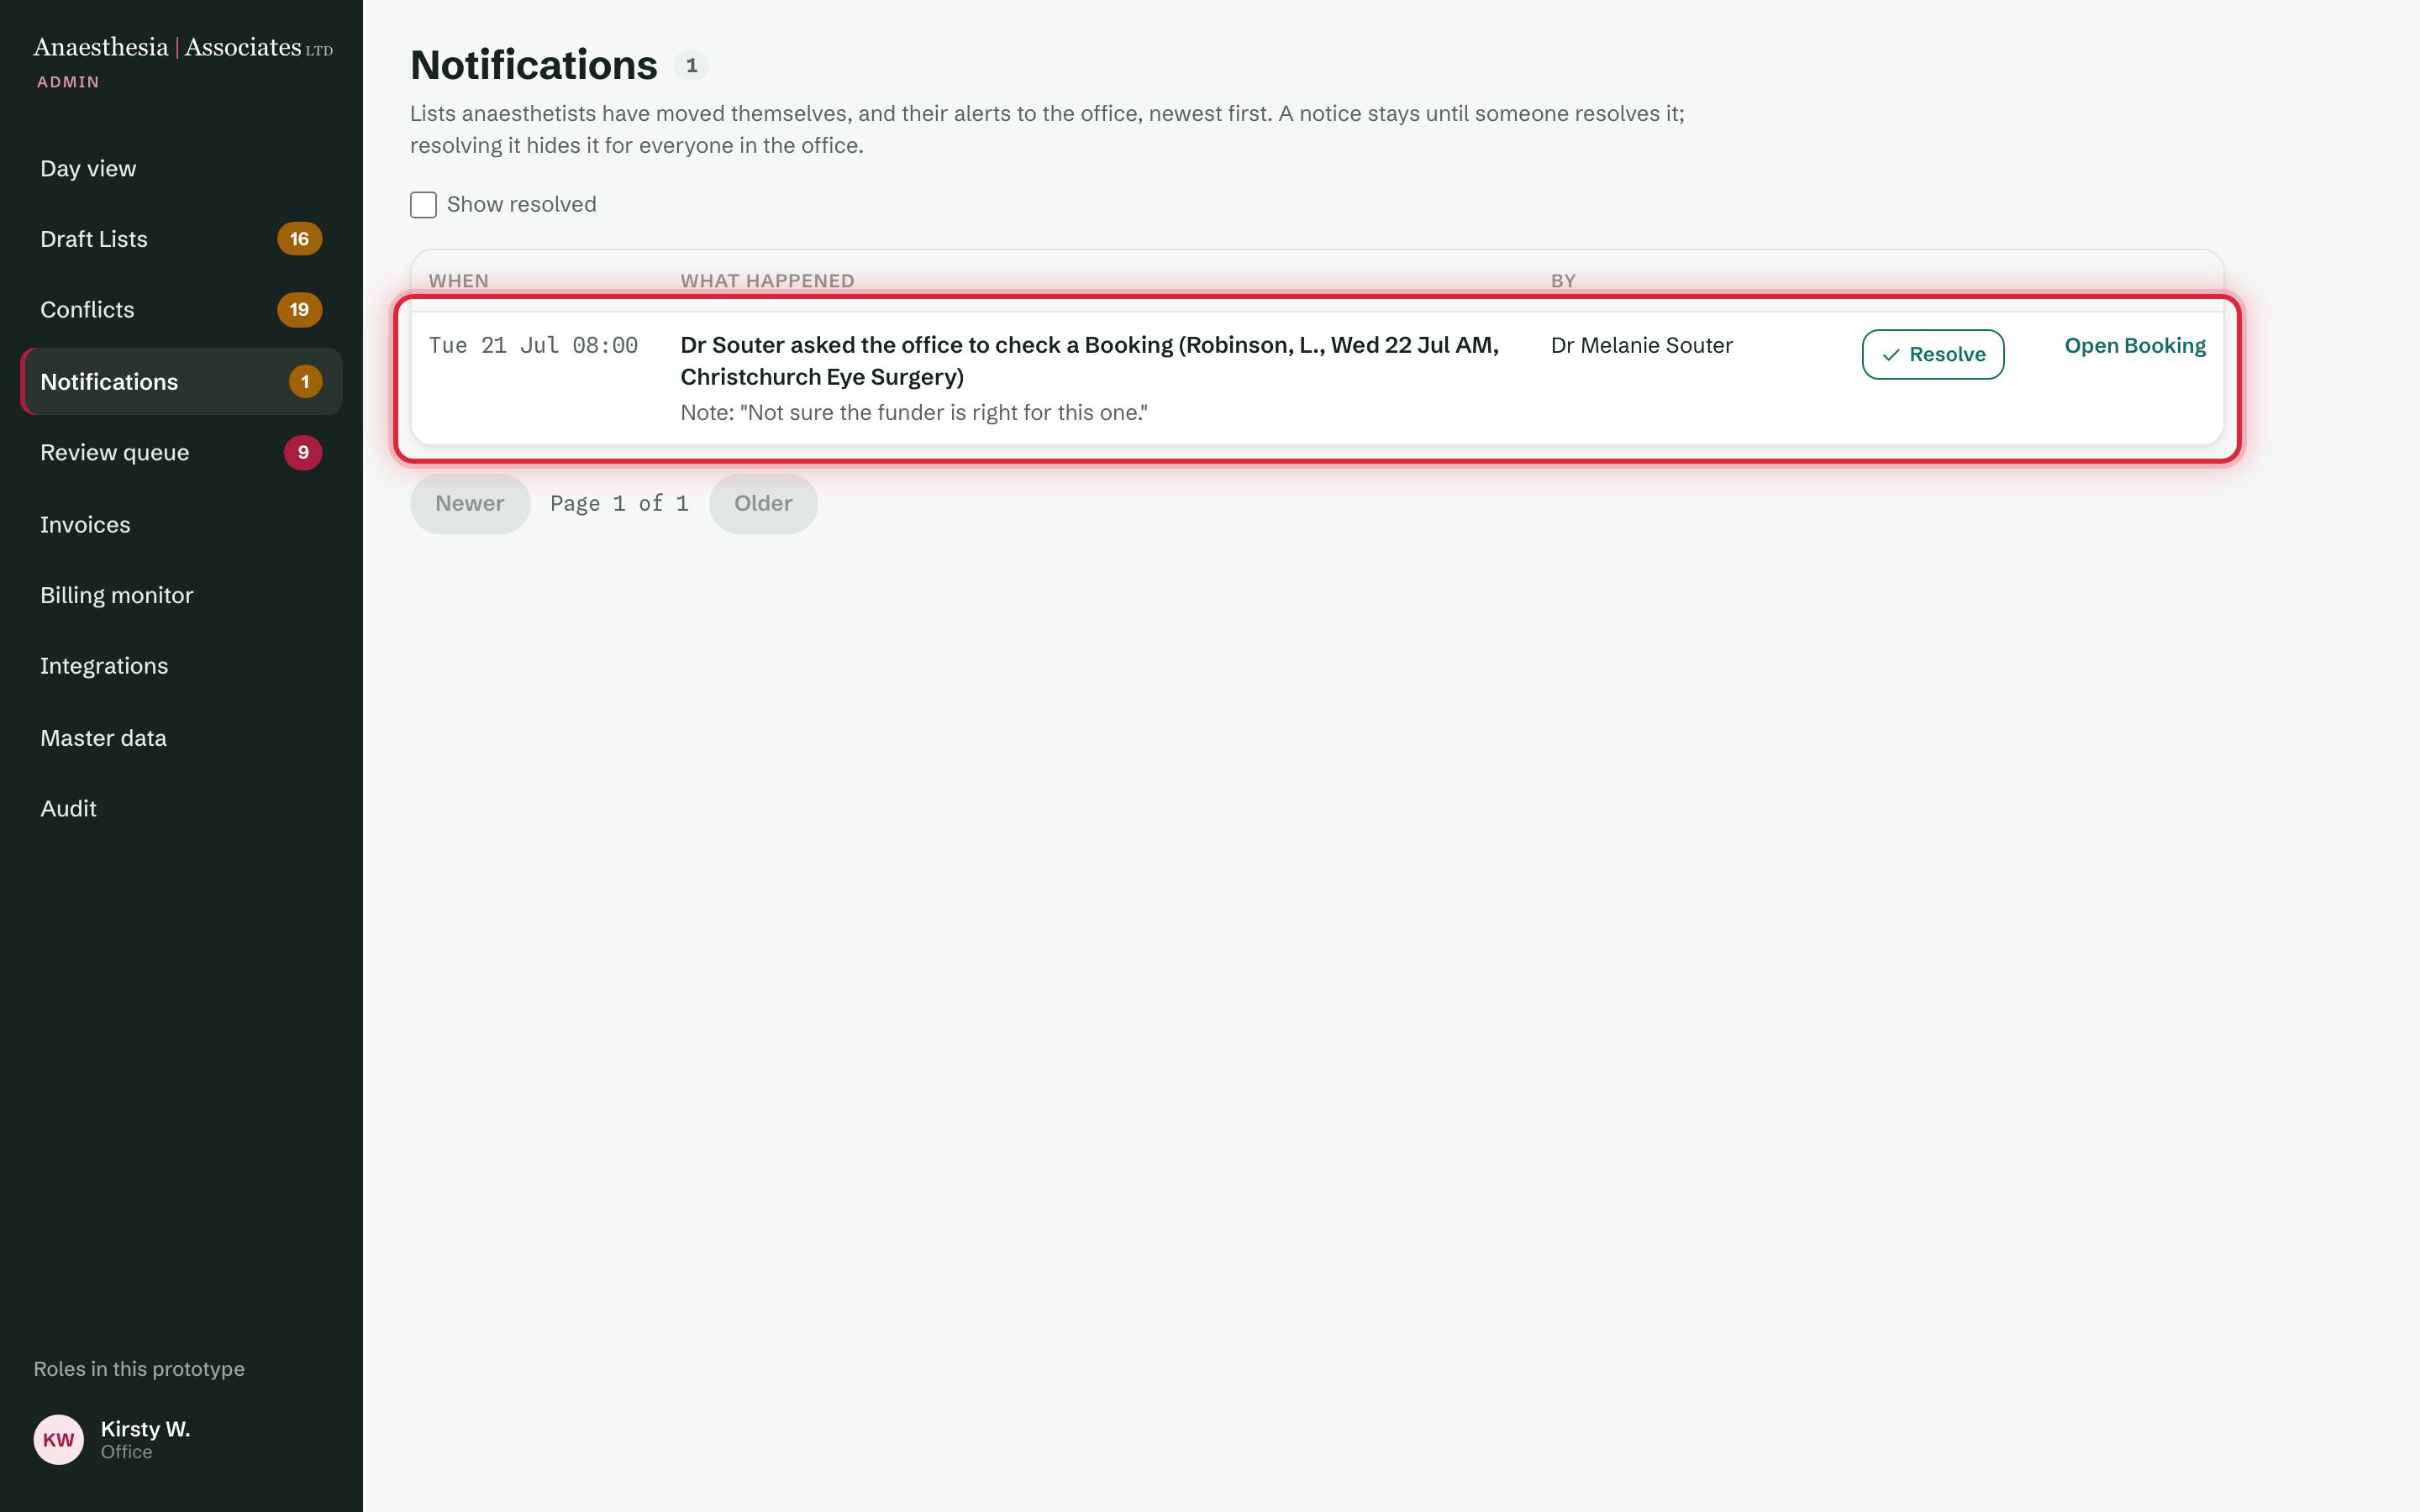 Anaesthesia | Associates LTD
ADMIN
Day view
Draft Lists 16
Conflicts 19
Notifications 1
Review queue 9
Invoices
Billing monitor
Integrations
Master data
Audit
Roles in this prototype
KW
Kirsty W.
Office
Notifications 1
Lists anaesthetists have moved themselves, and their alerts to the office, newest first. A notice stays until someone resolves it;
resolving it hides it for everyone in the office.
Show resolved
WHEN WHAT HAPPENED BY
Tue 21 Jul 08:00 Dr Souter asked the office to check a Booking (Robinson, L., Wed 22 Jul AM, Dr Melanie Souter Resolve Open Booking
Christchurch Eye Surgery)
Note: "Not sure the funder is right for this one."
Newer Page 1 of 1 Older